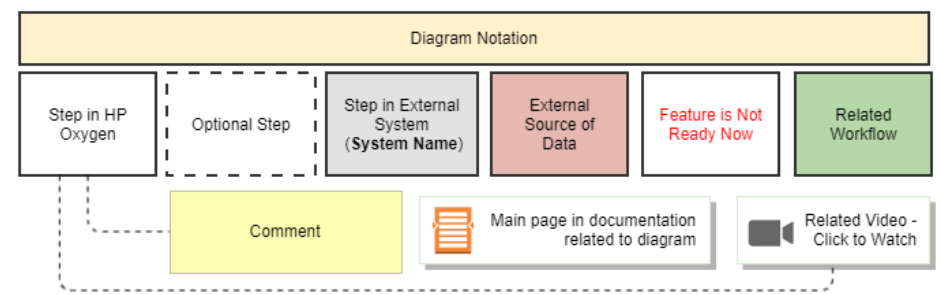 Diagram Notation
Step in HP
Oxygen
Optional Step
Step in External
System
(System Name)
External
Source of
Data
Feature is Not
Ready Now
Related
Workflow
Comment
Main page in documentation
related to diagram
Related Video -
Click to Watch